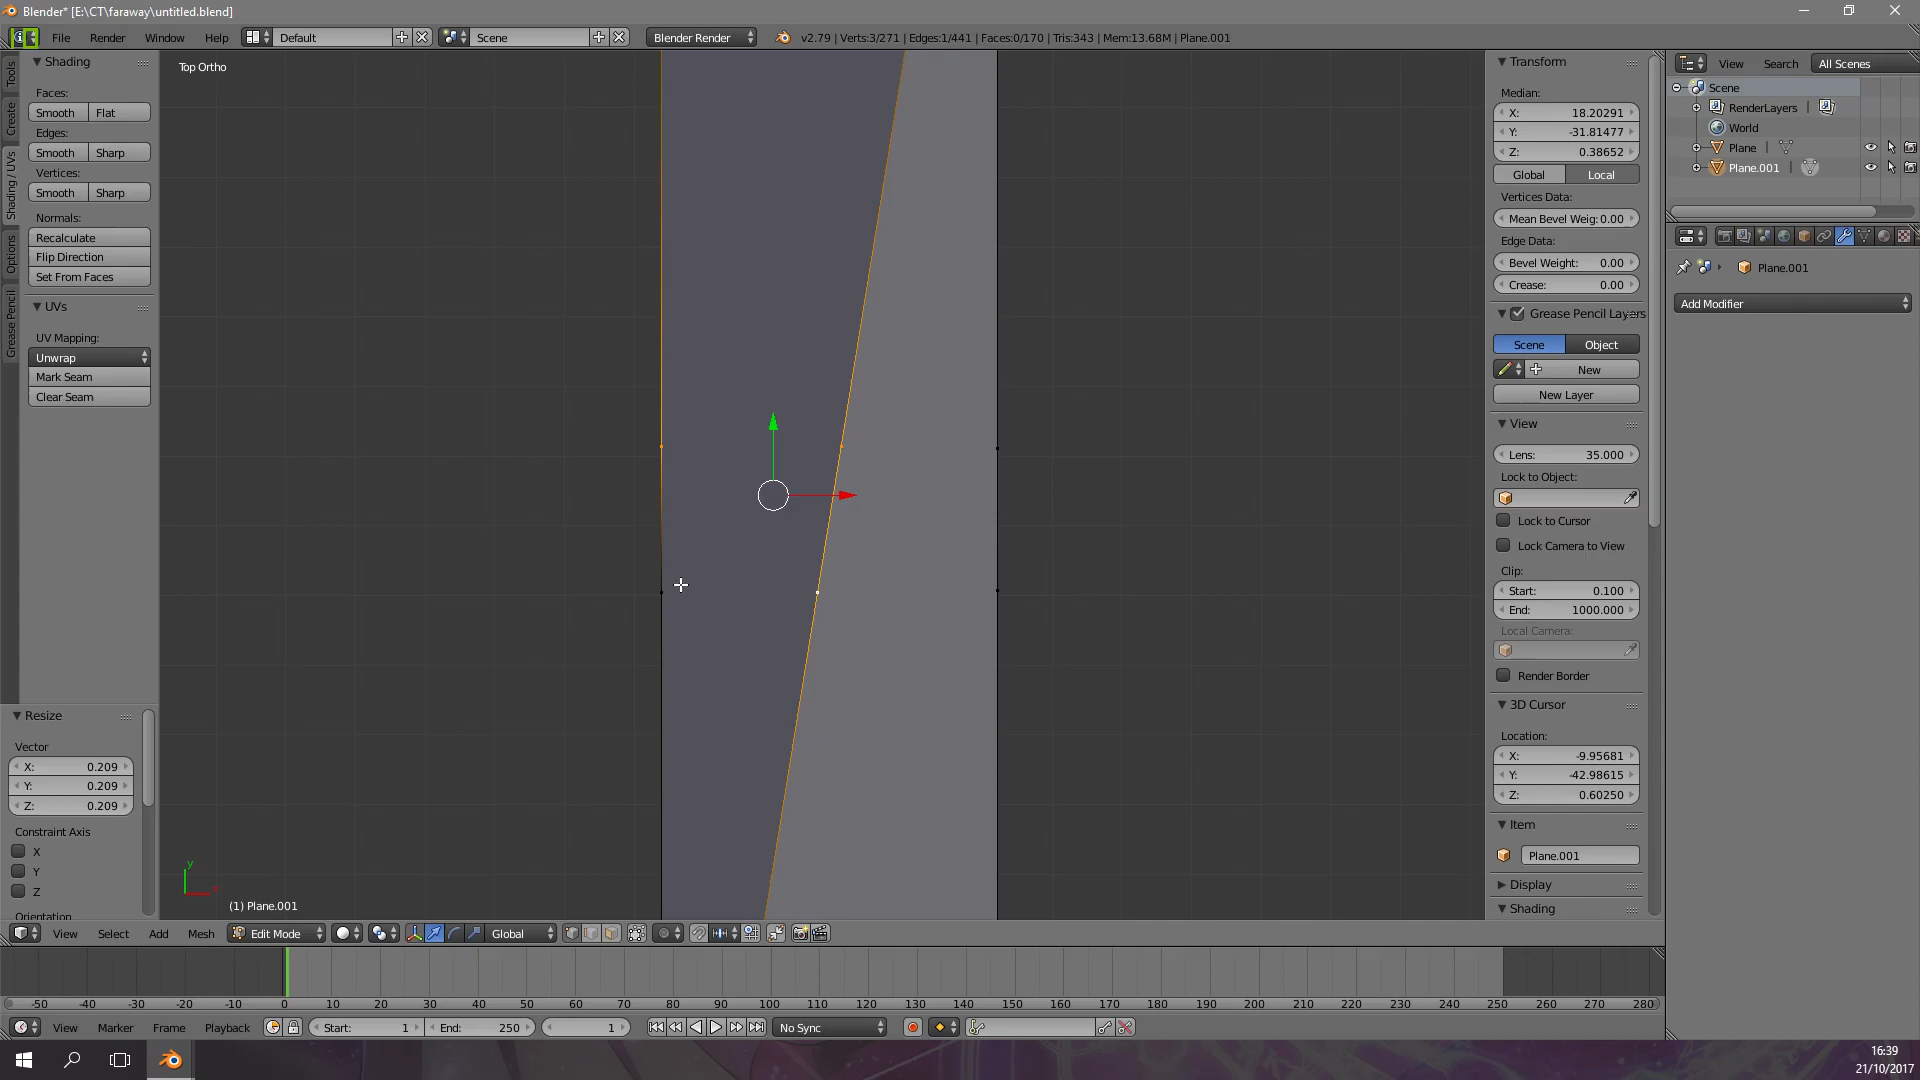 Blender* [E:\CT\faraway\untitled.blend]
File Render Window Help Default Scene Blender Render v2.79 | Verts:3/271 | Edges:1/441 | Faces:0/170 | Tris:343 | Mem:13.68M | Plane.001
Tools
Create
Shading / UVs
Options
Grease Pencil
Shading
Faces:
Smooth Flat
Edges:
Smooth Sharp
Vertices:
Smooth Sharp
Normals:
Recalculate
Flip Direction
Set From Faces
UVs
UV Mapping:
Unwrap
Mark Seam
Clear Seam
Resize
Vector
X: 0.209
Y: 0.209
Z: 0.209
Constraint Axis
X
Y
Z
Orientation
Top Ortho
y
(1) Plane.001
Transform
Median:
X: 18.20291
Y: -31.81477
Z: 0.38652
Global Local
Vertices Data:
Mean Bevel Weig: 0.00
Edge Data:
Bevel Weight: 0.00
Crease: 0.00
Grease Pencil Layers
Scene Object
New
New Layer
View
Lens: 35.000
Lock to Object:
Lock to Cursor
Lock Camera to View
Clip:
Start: 0.100
End: 1000.000
Local Camera:
Render Border
3D Cursor
Location:
X: -9.95681
Y: -42.98615
Z: 0.60250
Item
Plane.001
Display
Shading
View Search All Scenes
Scene
RenderLayers
World
Plane
Plane.001
Plane.001
Add Modifier
View Select Add Mesh Edit Mode Global
-50 -40 -30 -20 -10 0 10 20 30 40 50 60 70 80 90 100 110 120 130 140 150 160 170 180 190 200 210 220 230 240 250 260 270 280
View Marker Frame Playback Start: 1 End: 250 1 No Sync
16:39
21/10/2017